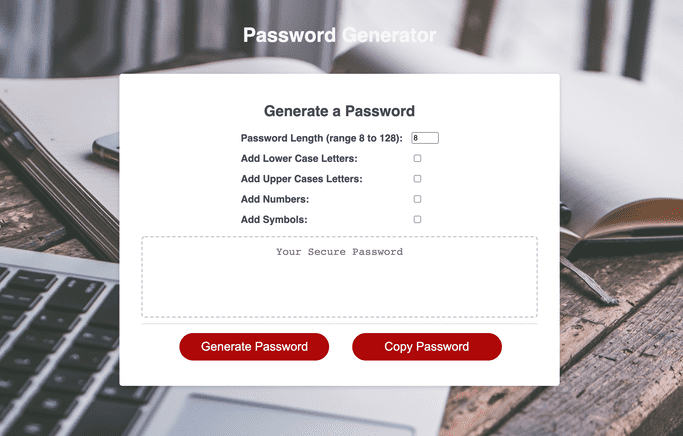 Password Generator
Generate a Password
Password Length (range 8 to 128): 8
Add Lower Case Letters:
Add Upper Cases Letters:
Add Numbers:
Add Symbols:
Your Secure Password
Generate Password Copy Password